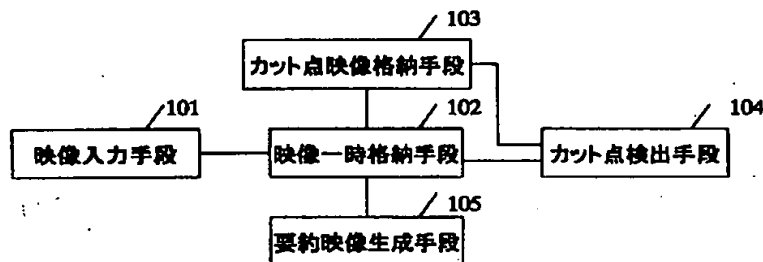 103
カット点映像格納手段
101
102
104
映像入力手段
映像一時格納手段
カット点検出手段
105
要約映像生成手段